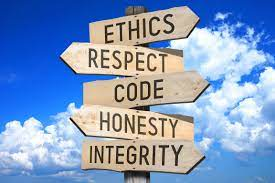 ETHICS
RESPECT
CODE
HONESTY
INTEGRITY